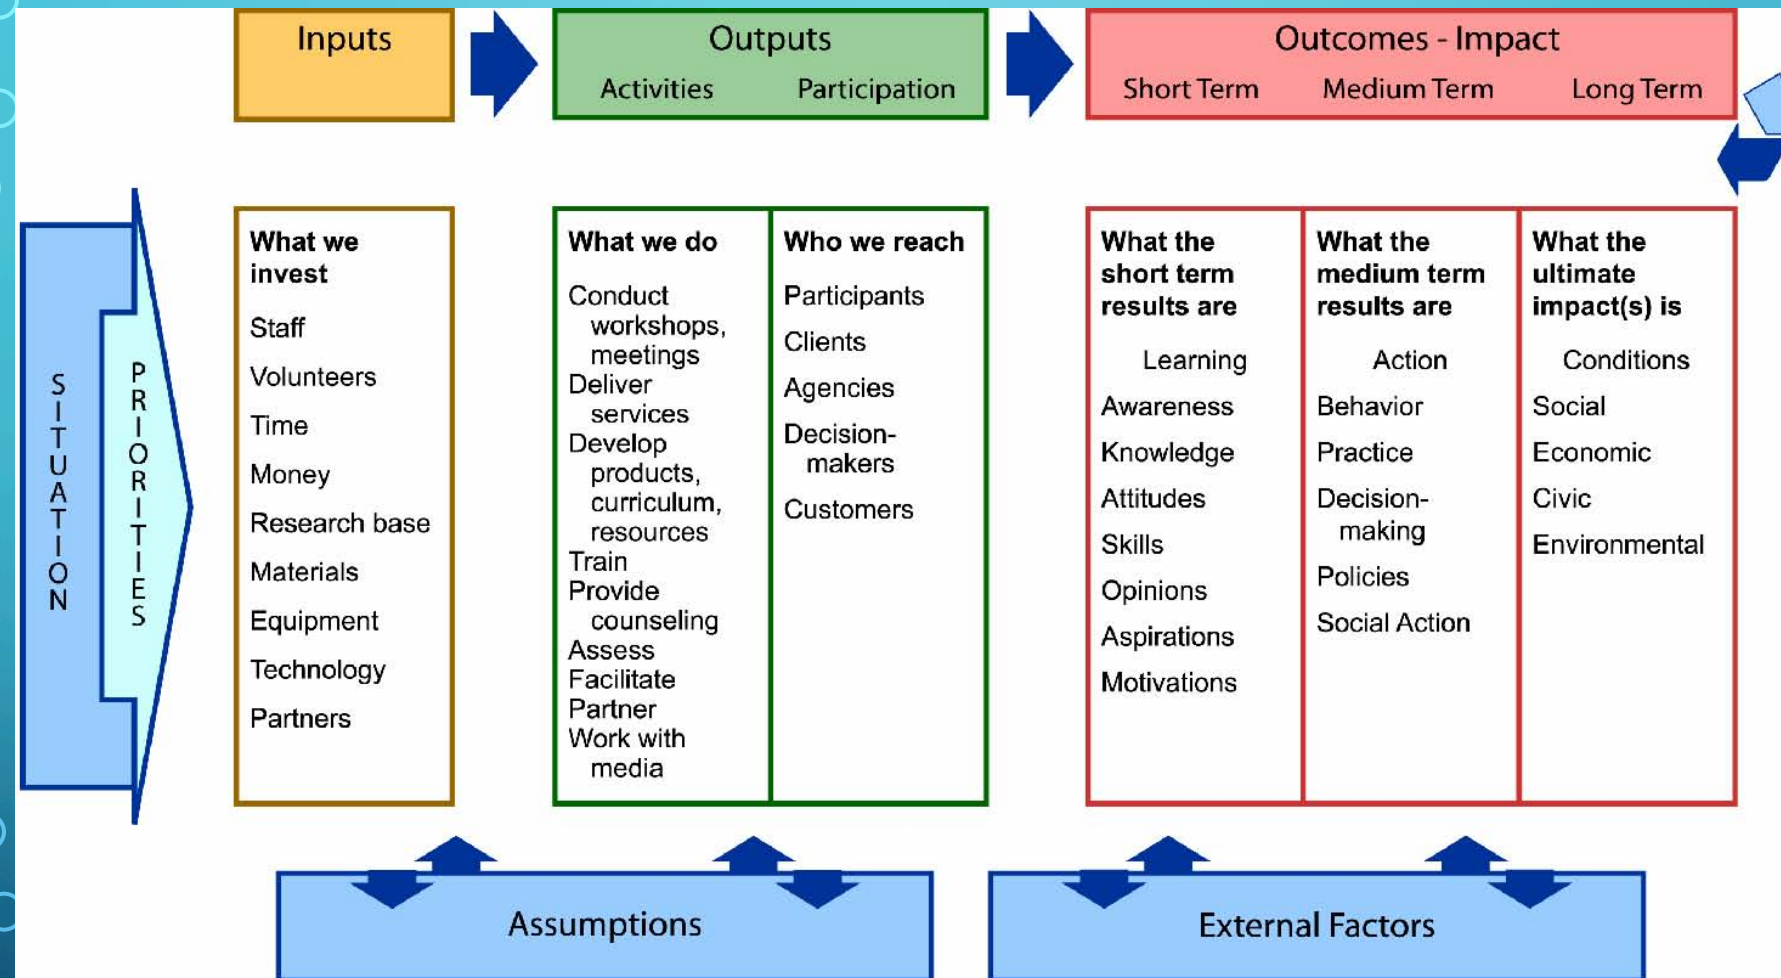 Inputs
Outputs
Activities Participation
Outcomes - Impact
Short Term Medium Term Long Term
SITUATION
PRIORITIES
What we
invest
Staff
Volunteers
Time
Money
Research base
Materials
Equipment
Technology
Partners
What we do
Conduct
workshops,
meetings
Deliver
services
Develop
products,
curriculum,
resources
Train
Provide
counseling
Assess
Facilitate
Partner
Work with
media
Who we reach
Participants
Clients
Agencies
Decision-
makers
Customers
What the
short term
results are
Learning
Awareness
Knowledge
Attitudes
Skills
Opinions
Aspirations
Motivations
What the
medium term
results are
Action
Behavior
Practice
Decision-
making
Policies
Social Action
What the
ultimate
impact(s) is
Conditions
Social
Economic
Civic
Environmental
Assumptions
External Factors